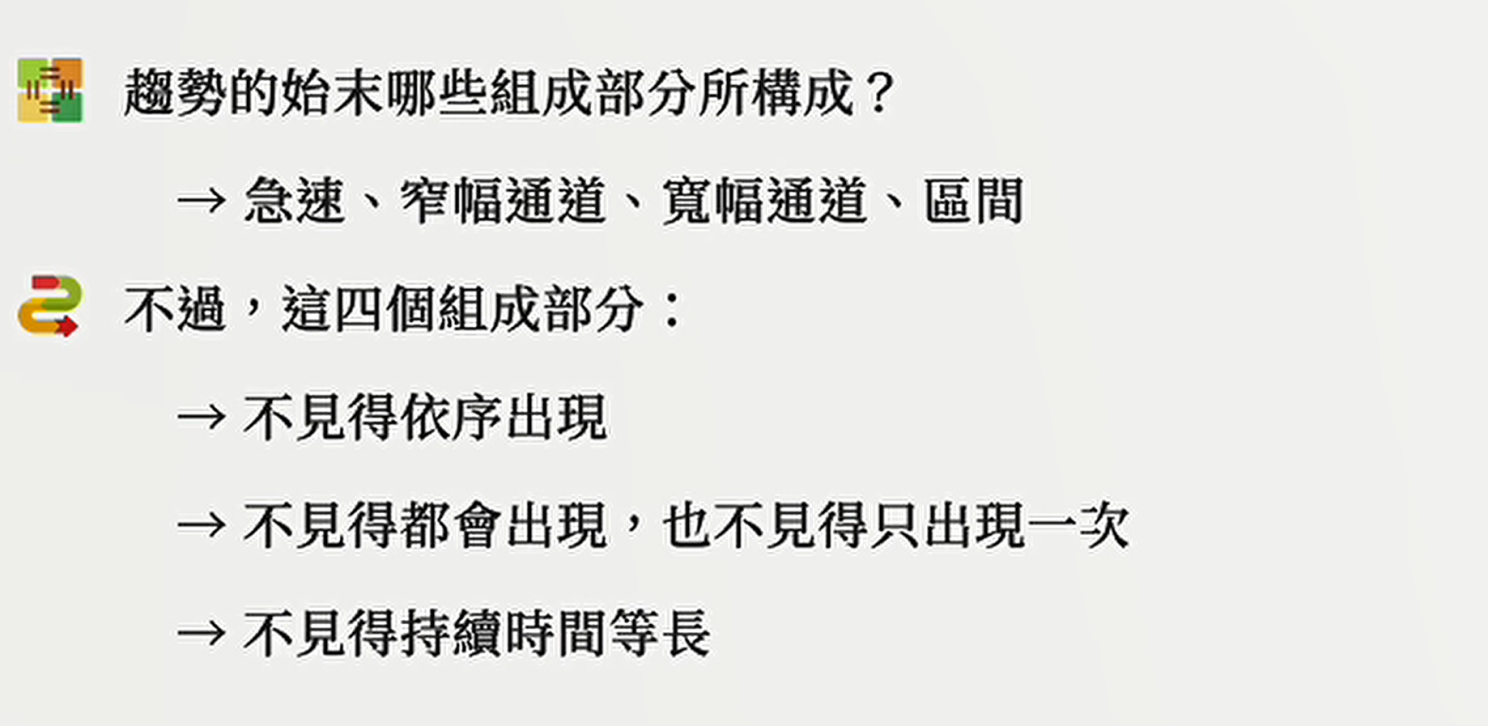 趨勢的始末哪些組成部分所構成？
→ 急速、窄幅通道、寬幅通道、區間
不過，這四個組成部分：
→ 不見得依序出現
→ 不見得都會出現，也不見得只出現一次
→ 不見得持續時間等長